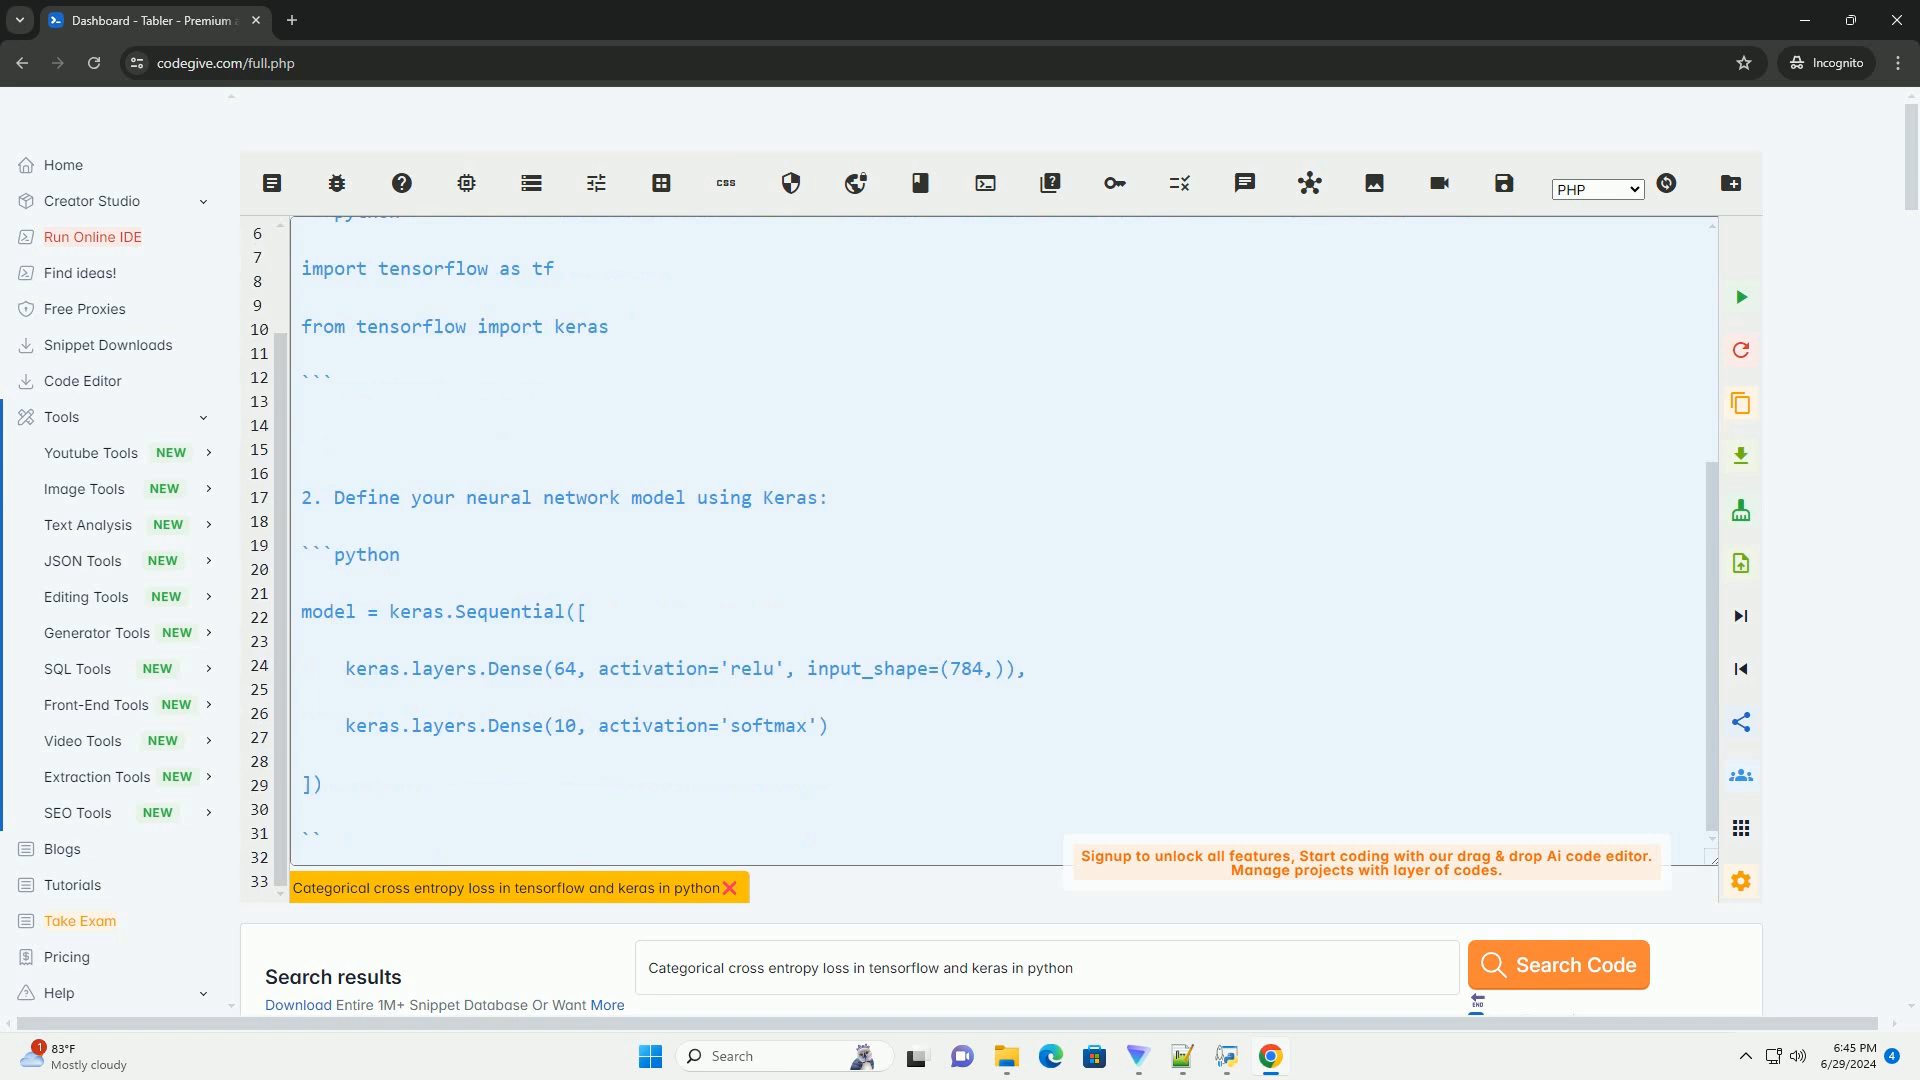 Dashboard - Tabler - Premium
codegive.com/full.php
Incognito
Home
Creator Studio
Run Online IDE
Find ideas!
Free Proxies
Snippet Downloads
Code Editor
Tools
Youtube Tools NEW
Image Tools NEW
Text Analysis NEW
JSON Tools NEW
Editing Tools NEW
Generator Tools NEW
SQL Tools NEW
Front-End Tools NEW
Video Tools NEW
Extraction Tools NEW
SEO Tools NEW
Blogs
Tutorials
Take Exam
Pricing
Help
css
PHP
6
7
8
9
10
11
12
13
14
15
16
17
18
19
20
21
22
23
24
25
26
27
28
29
30
31
32
33
import tensorflow as tf
from tensorflow import keras
```
2. Define your neural network model using Keras:
```python
model = keras.Sequential([
keras.layers.Dense(64, activation='relu', input_shape=(784,)),
keras.layers.Dense(10, activation='softmax')
])
``
Signup to unlock all features, Start coding with our drag & drop Ai code editor.
Manage projects with layer of codes.
Categorical cross entropy loss in tensorflow and keras in python
Search results
Download Entire 1M+ Snippet Database Or Want More
Categorical cross entropy loss in tensorflow and keras in python
Search Code
END
1
83°F
Mostly cloudy
Search
6:45 PM
6/29/2024
4